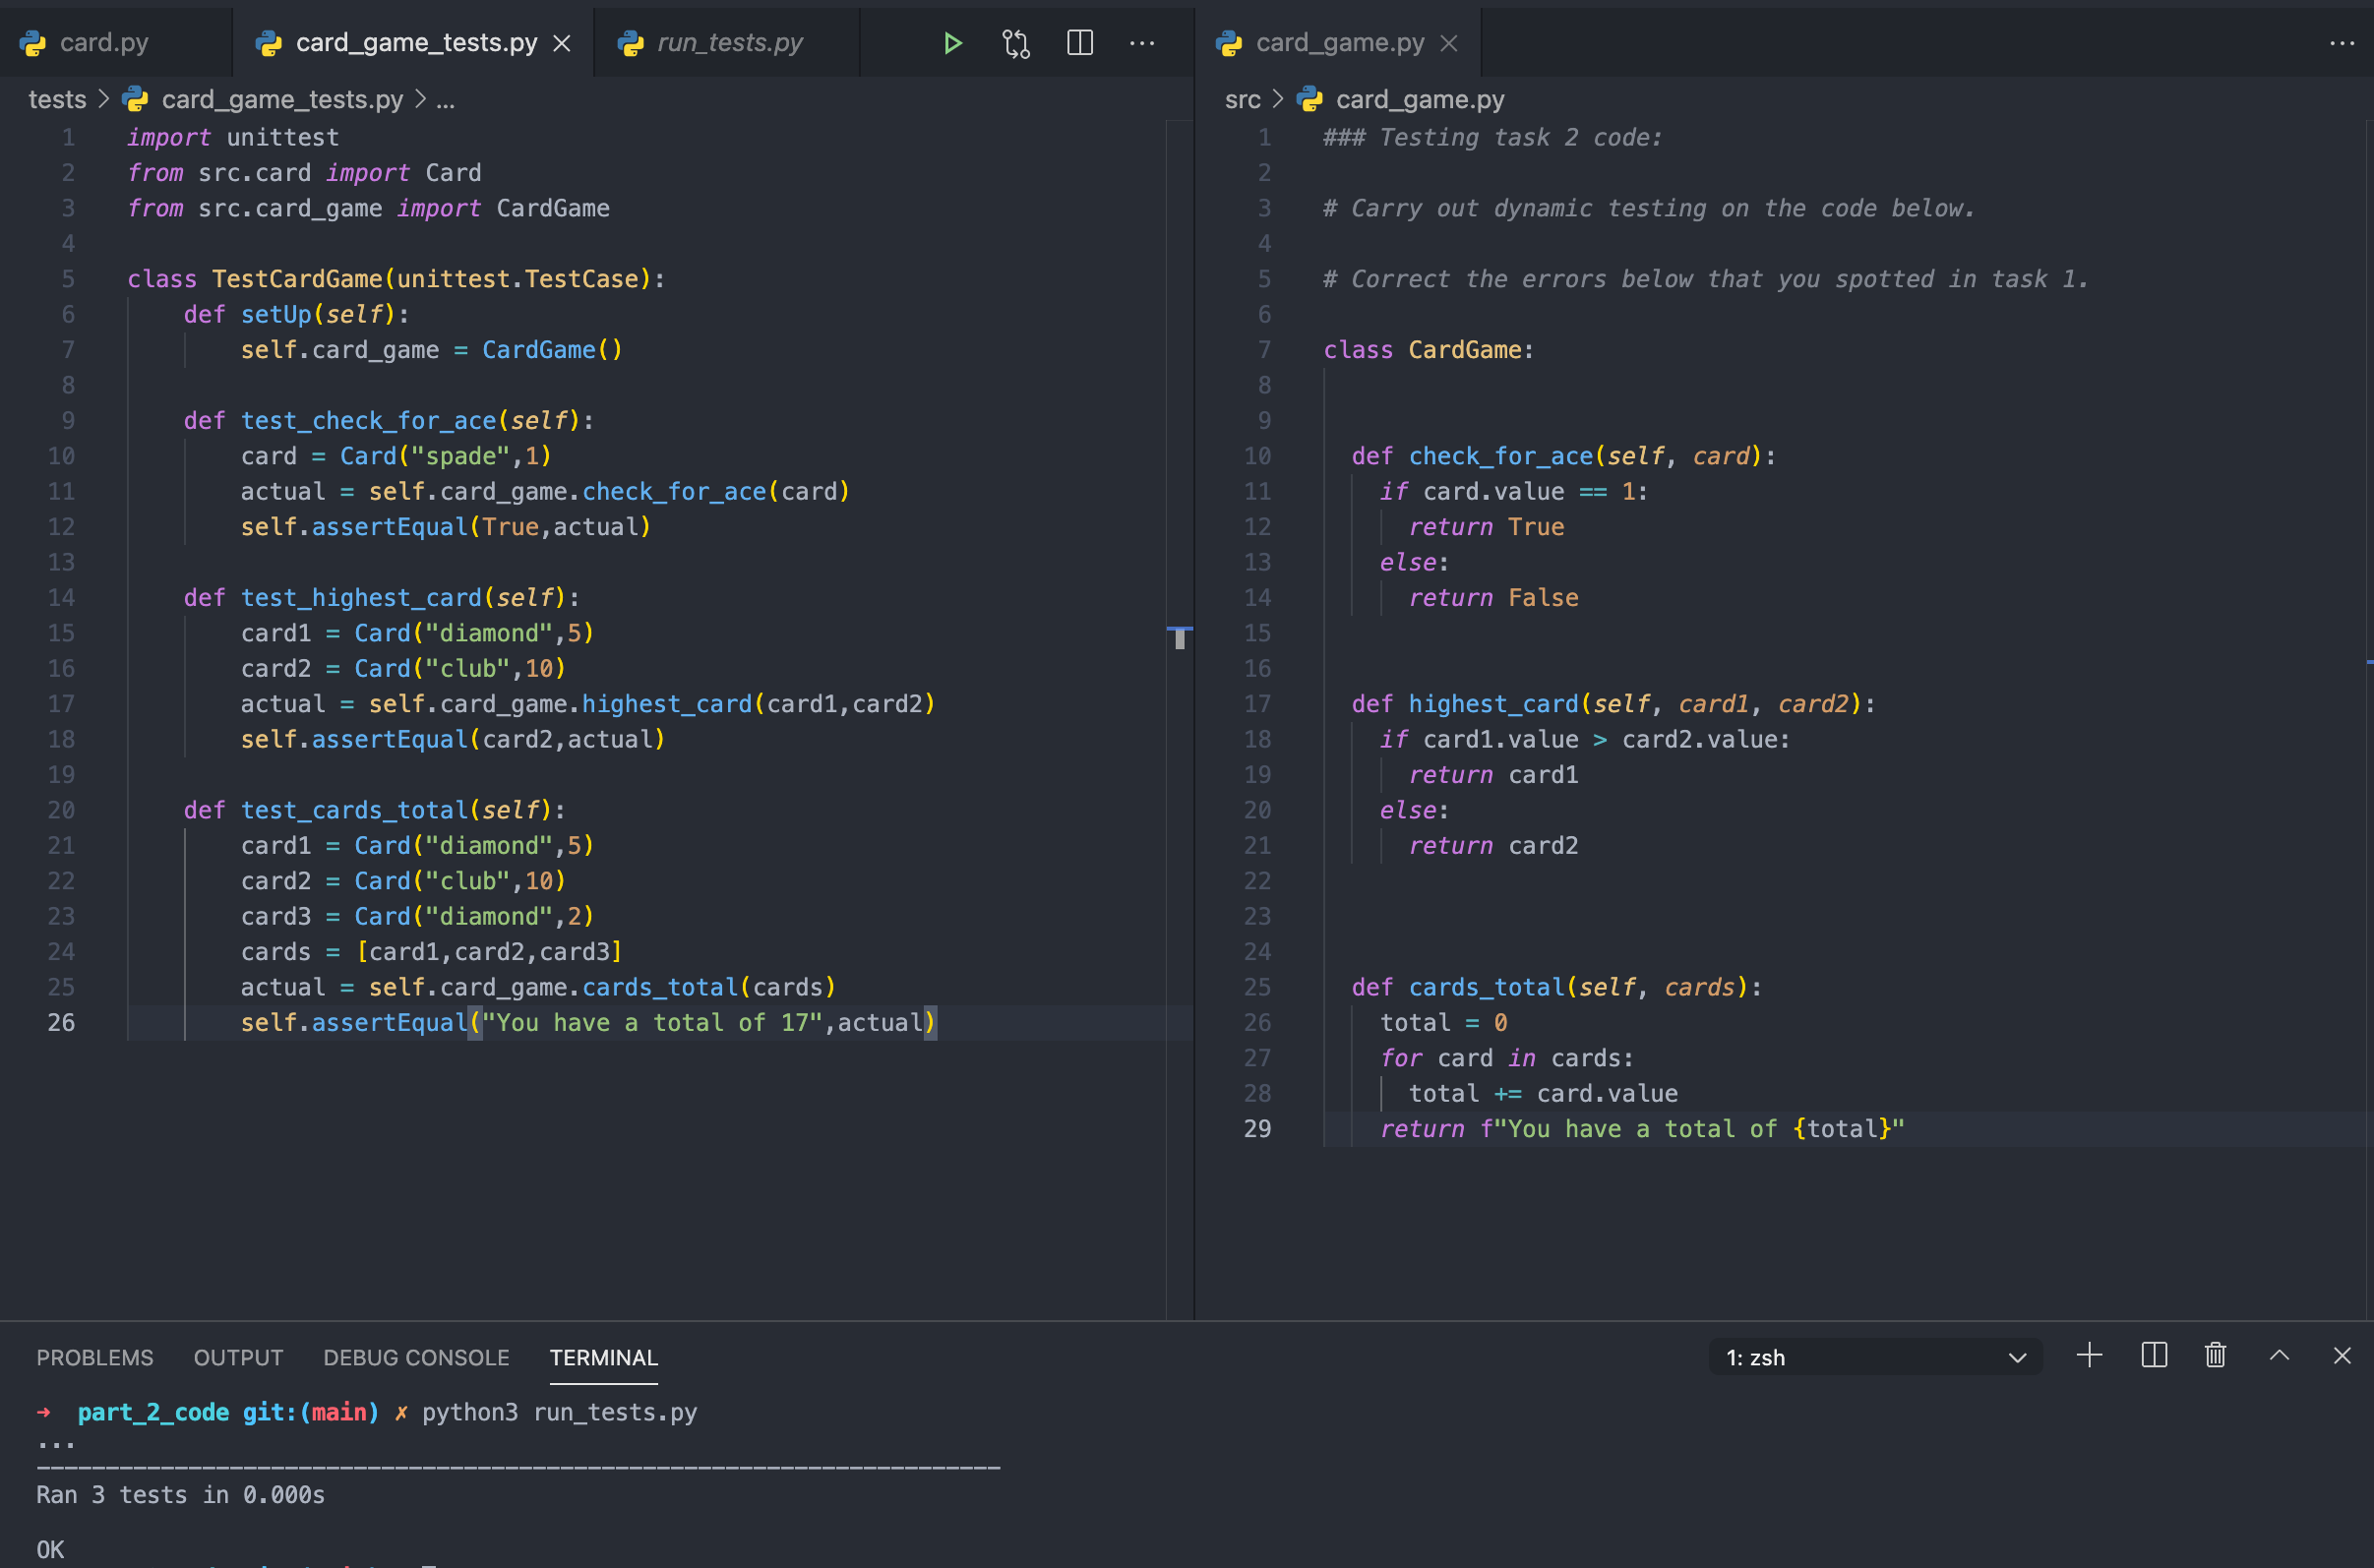 card.py
card_game_tests.py
run_tests.py
tests > card_game_tests.py > ...
1 import unittest
2 from src.card import Card
3 from src.card_game import CardGame
4
5 class TestCardGame(unittest.TestCase):
6     def setUp(self):
7         self.card_game = CardGame()
8
9     def test_check_for_ace(self):
10         card = Card("spade",1)
11         actual = self.card_game.check_for_ace(card)
12         self.assertEqual(True,actual)
13
14     def test_highest_card(self):
15         card1 = Card("diamond",5)
16         card2 = Card("club",10)
17         actual = self.card_game.highest_card(card1,card2)
18         self.assertEqual(card2,actual)
19
20     def test_cards_total(self):
21         card1 = Card("diamond",5)
22         card2 = Card("club",10)
23         card3 = Card("diamond",2)
24         cards = [card1,card2,card3]
25         actual = self.card_game.cards_total(cards)
26         self.assertEqual("You have a total of 17",actual)
card_game.py
src > card_game.py
1 ### Testing task 2 code:
2
3 # Carry out dynamic testing on the code below.
4
5 # Correct the errors below that you spotted in task 1.
6
7 class CardGame:
8
9
10   def check_for_ace(self, card):
11     if card.value == 1:
12       return True
13     else:
14       return False
15
16
17   def highest_card(self, card1, card2):
18     if card1.value > card2.value:
19       return card1
20     else:
21       return card2
22
23
24
25   def cards_total(self, cards):
26     total = 0
27     for card in cards:
28       total += card.value
29     return f"You have a total of {total}"
PROBLEMS OUTPUT DEBUG CONSOLE TERMINAL
1: zsh
➜ part_2_code git:(main) ✗ python3 run_tests.py
...
----------------------------------------------------------------------
Ran 3 tests in 0.000s
OK